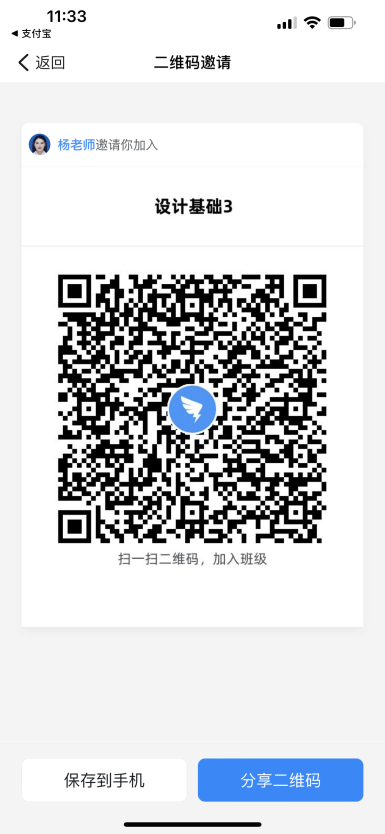 11:33
◀ 支付宝
返回
二维码邀请
杨老师邀请你加入
设计基础3
扫一扫二维码，加入班级
保存到手机
分享二维码